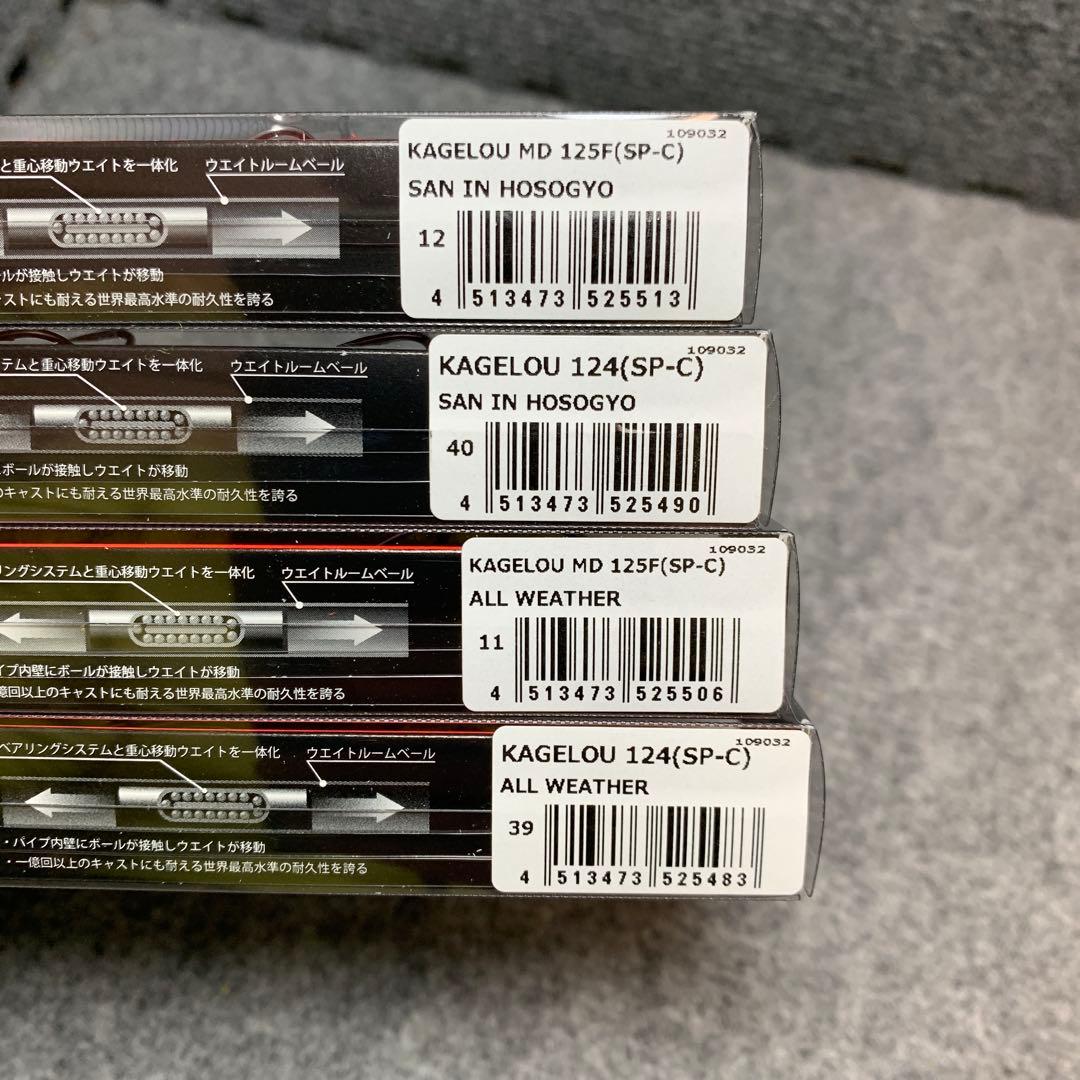 と重心移動ウエイトを一体化 ウエイトルームベール
ールが接触しウエイトが移動
ャストにも耐える世界最高水準の耐久性を誇る
109032
KAGELOU MD 125F(SP-C)
SAN IN HOSOGYO
12
4 513473 525513
ステムと重心移動ウエイトを一体化 ウエイトルームベール
ボールが接触しウエイトが移動
のキャストにも耐える世界最高水準の耐久性を誇る
109032
KAGELOU 124(SP-C)
SAN IN HOSOGYO
40
4 513473 525490
リングシステムと重心移動ウエイトを一体化 ウエイトルームベール
イプ内壁にボールが接触しウエイトが移動
億回以上のキャストにも耐える世界最高水準の耐久性を誇る
109032
KAGELOU MD 125F(SP-C)
ALL WEATHER
11
4 513473 525506
ベアリングシステムと重心移動ウエイトを一体化 ウエイトルームベール
・パイプ内壁にボールが接触しウエイトが移動
・一億回以上のキャストにも耐える世界最高水準の耐久性を誇る
109032
KAGELOU 124(SP-C)
ALL WEATHER
39
4 513473 525483